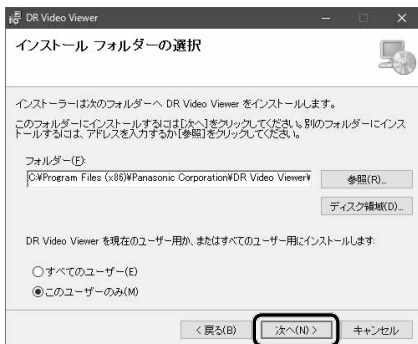 DR Video Viewer
インストール フォルダーの選択
インストーラーは次のフォルダーへ DR Video Viewer をインストールします。
このフォルダーにインストールするには[次へ]をクリックしてください。別のフォルダーにインス
トールするには、アドレスを入力するか[参照]をクリックしてください。
フォルダー(F):
C:¥Program Files (x86)¥Panasonic Corporation¥DR Video Viewer¥
参照(R)...
ディスク領域(D)...
DR Video Viewer を現在のユーザー用か、またはすべてのユーザー用にインストールします:
すべてのユーザー(E)
このユーザーのみ(M)
< 戻る(B)
次へ(N) >
キャンセル